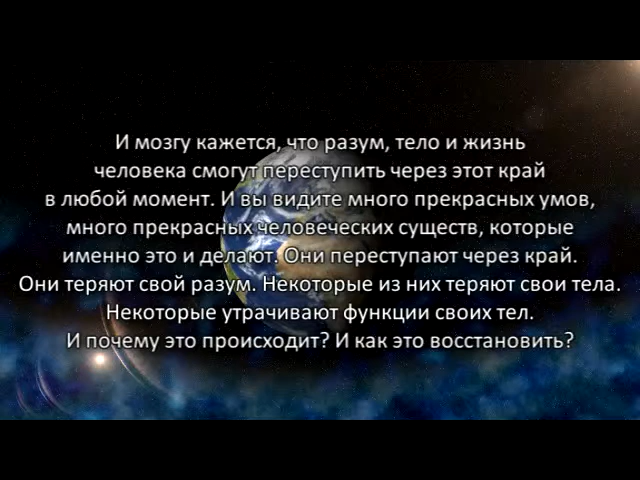 И мозгу кажется, что разум, тело и жизнь
человека смогут переступить через этот край
в любой момент. И вы видите много прекрасных умов,
много прекрасных человеческих существ, которые
именно это и делают. Они переступают через край.
Они теряют свой разум. Некоторые из них теряют свои тела.
Некоторые утрачивают функции своих тел.
И почему это происходит? И как это восстановить?